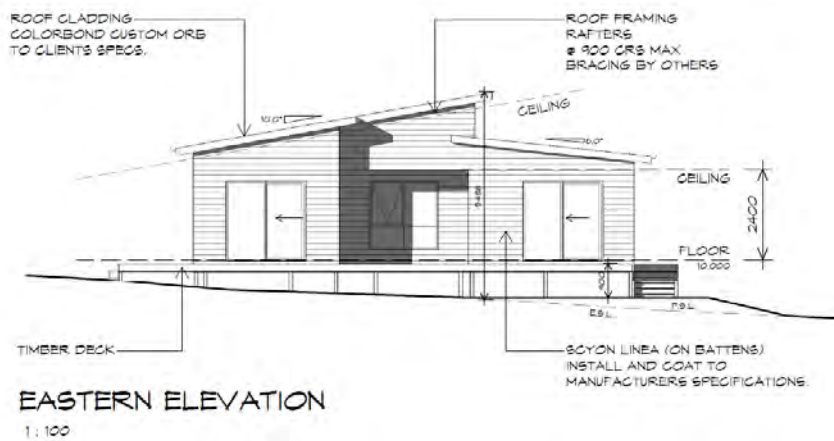 ROOF CLADDING
COLORBOND CUSTOM ORB
TO CLIENTS SPECS.
ROOF FRAMING
RAFTERS
@ 900 CRS MAX
BRACING BY OTHERS
10.0°
CEILING
CEILING
2400
FLOOR
10.000
E.S.L.
TIMBER DECK
SCYON LINEA (ON BATTENS)
INSTALL AND COAT TO
MANUFACTURERS SPECIFICATIONS.
EASTERN ELEVATION
1 : 100